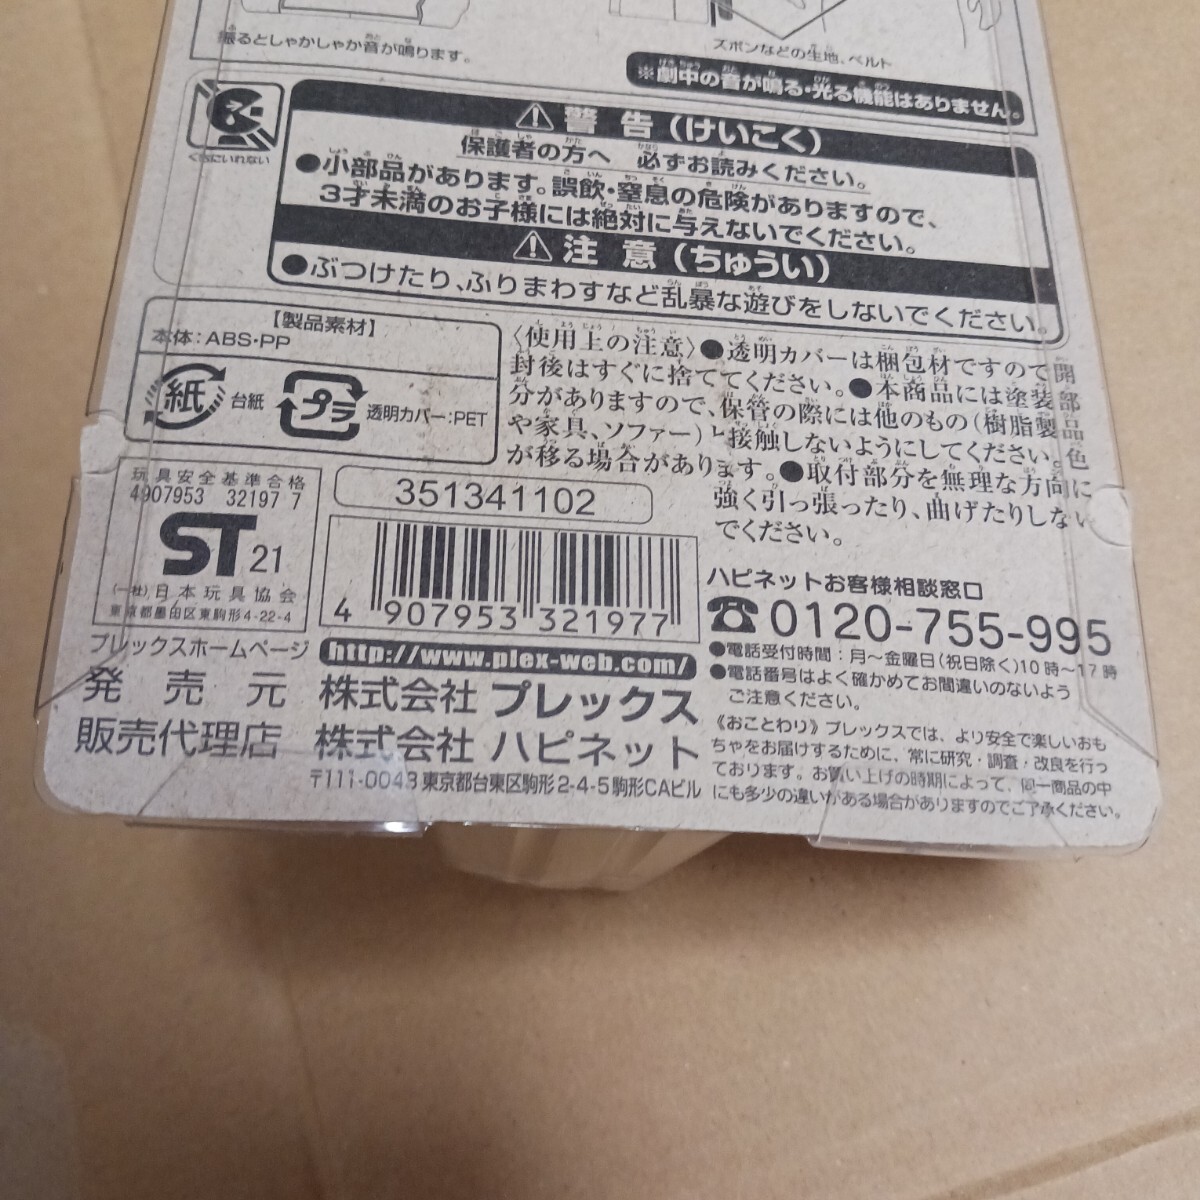 振るとしゃかしゃか音が鳴ります。
ズボンなどの生地、ベルト
※劇中の音が鳴る・光る機能はありません。
くちにいれない
⚠警告(けいこく)
保護者の方へ 必ずお読みください。
●小部品があります。誤飲・窒息の危険がありますので、
3才未満のお子様には絶対に与えないでください。
⚠注意(ちゅうい)
●ぶつけたり、ふりまわすなど乱暴な遊びをしないでください。
【製品素材】
本体:ABS・PP
紙 台紙
プラ 透明カバー:PET
〈使用上の注意〉●透明カバーは梱包材ですので開
封後はすぐに捨ててください。●本商品には塗装部
分がありますので、保管の際には他のもの(樹脂製品
や家具、ソファー)に接触しないようにしてください。色
が移る場合があります。●取付部分を無理な方向に
強く引っ張ったり、曲げたりしない
でください。
玩具安全基準合格
4907953 32197 7
ST 21
(一社)日本玩具協会
東京都墨田区東駒形4-22-4
351341102
4 907953 321977
ハピネットお客様相談窓口
☎0120-755-995
●電話受付時間:月〜金曜日(祝日除く)10時〜17時
●電話番号はよく確かめてお間違いのないよう
ご注意ください。
《おことわり》プレックスでは、より安全で楽しいおも
ちゃをお届けするために、常に研究・調査・改良を行っ
ております。お買い上げの時期によって、同一商品の中
にも多少の違いがある場合がありますのでご了承ください。
プレックスホームページ http://www.plex-web.com/
発売元 株式会社 プレックス
販売代理店 株式会社 ハピネット
〒111-0043 東京都台東区駒形2-4-5駒形CAビル